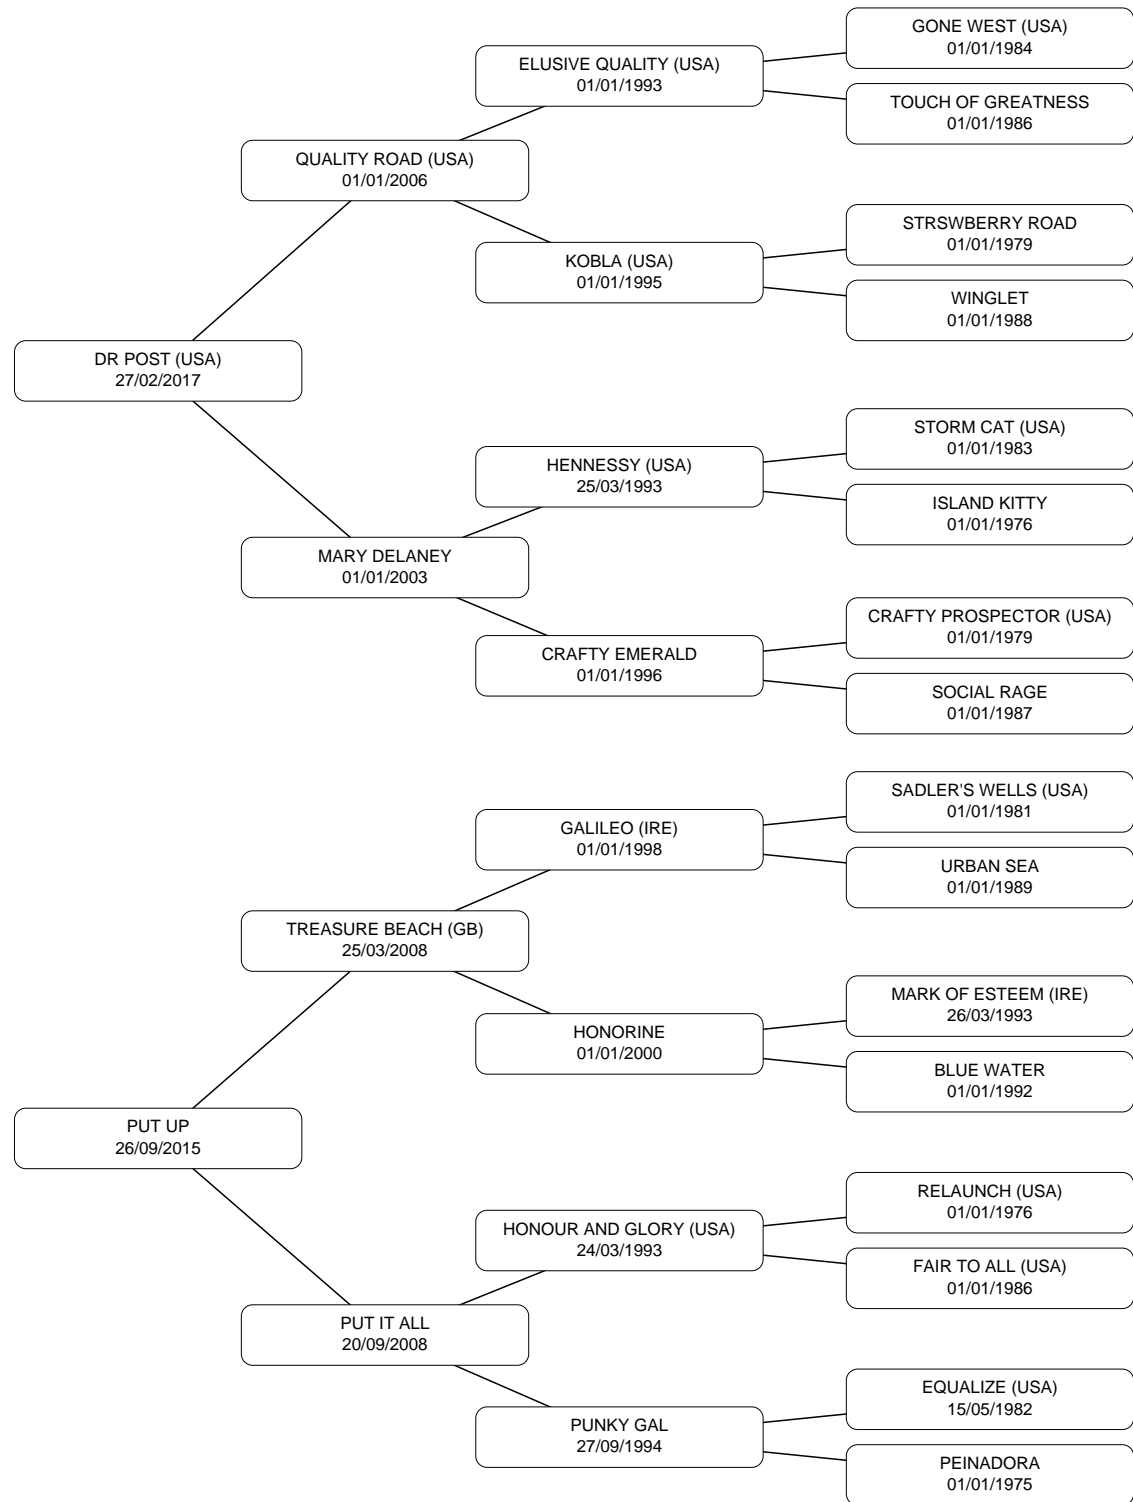 GONE WEST (USA)
01/01/1984
ELUSIVE QUALITY (USA)
01/01/1993
TOUCH OF GREATNESS
01/01/1986
QUALITY ROAD (USA)
01/01/2006
STRSWBERRY ROAD
01/01/1979
KOBLA (USA)
01/01/1995
WINGLET
01/01/1988
DR POST (USA)
27/02/2017
STORM CAT (USA)
01/01/1983
HENNESSY (USA)
25/03/1993
ISLAND KITTY
01/01/1976
MARY DELANEY
01/01/2003
CRAFTY PROSPECTOR (USA)
01/01/1979
CRAFTY EMERALD
01/01/1996
SOCIAL RAGE
01/01/1987
SADLER'S WELLS (USA)
01/01/1981
GALILEO (IRE)
01/01/1998
URBAN SEA
01/01/1989
TREASURE BEACH (GB)
25/03/2008
MARK OF ESTEEM (IRE)
26/03/1993
HONORINE
01/01/2000
BLUE WATER
01/01/1992
PUT UP
26/09/2015
RELAUNCH (USA)
01/01/1976
HONOUR AND GLORY (USA)
24/03/1993
FAIR TO ALL (USA)
01/01/1986
PUT IT ALL
20/09/2008
EQUALIZE (USA)
15/05/1982
PUNKY GAL
27/09/1994
PEINADORA
01/01/1975